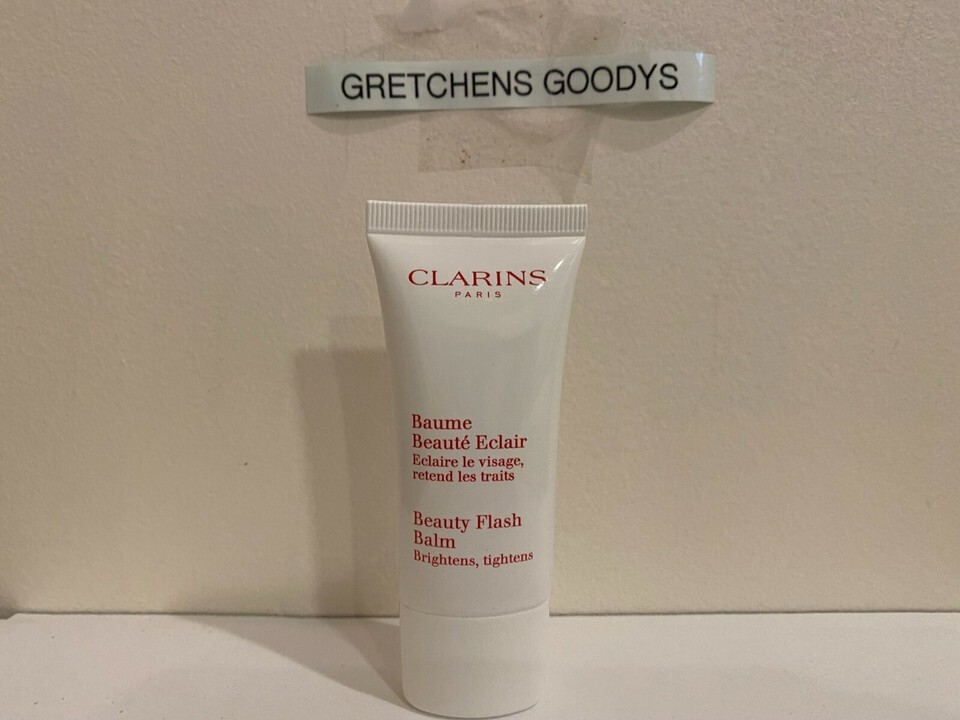 GRETCHENS GOODYS
CLARINS
PARIS
Baume
Beauté Eclair
Eclaire le visage,
retend les traits
Beauty Flash
Balm
Brightens, tightens